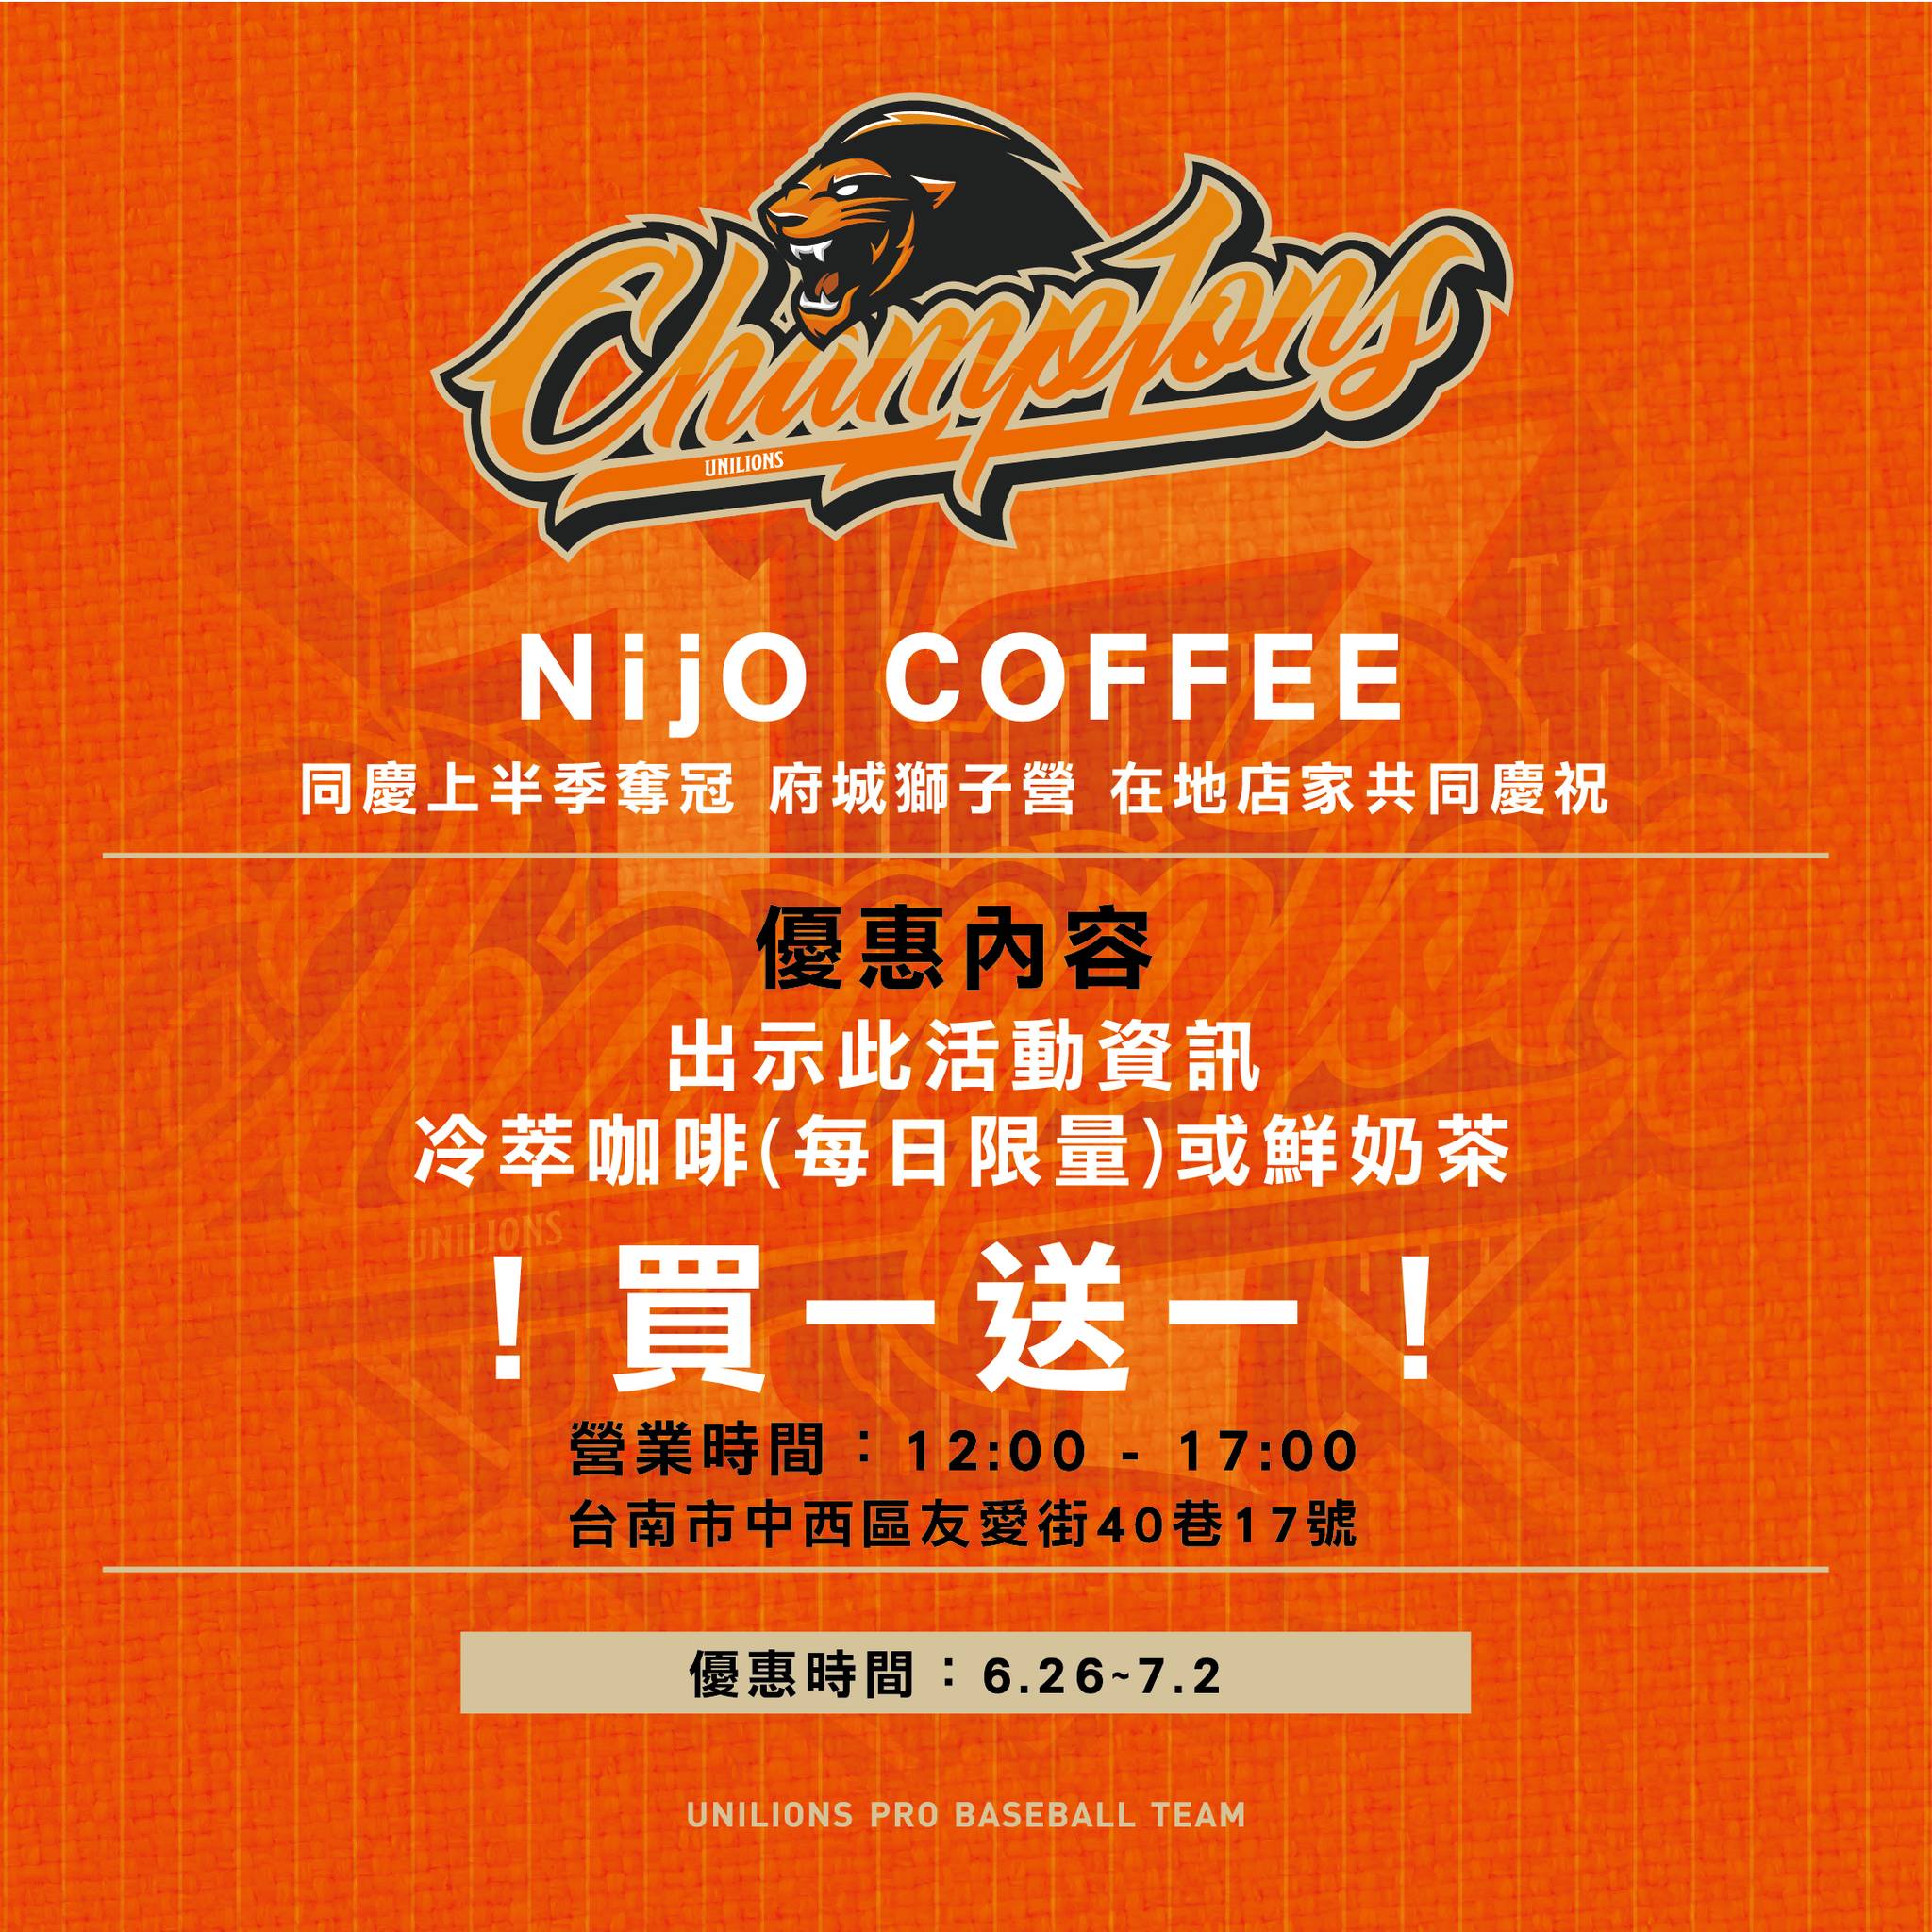 Champ1ons
UNILIONS
TH
NijO COFFEE
同慶上半季奪冠 府城獅子營 在地店家共同慶祝
優惠內容
出示此活動資訊
冷萃咖啡(每日限量)或鮮奶茶
UNILIONS
！買一送一！
營業時間：12:00 - 17:00
台南市中西區友愛街40巷17號
優惠時間：6.26~7.2
UNILIONS PRO BASEBALL TEAM